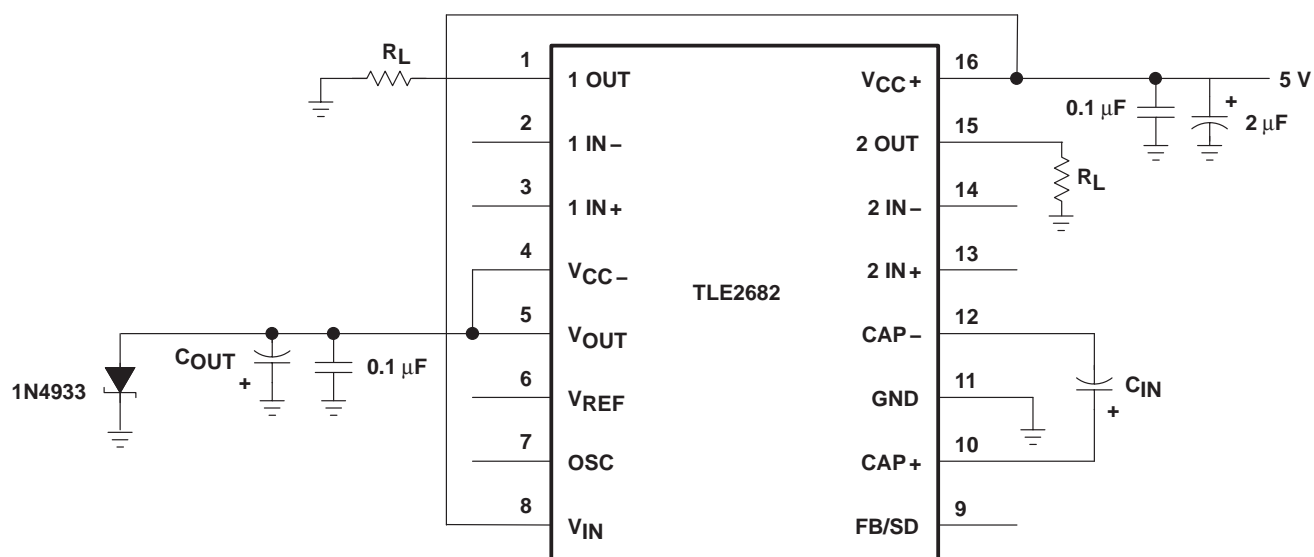 RL
1
1 OUT
2
1 IN−
3
1 IN+
4
VCC−
5
VOUT
6
VREF
7
OSC
8
VIN
TLE2682
16
VCC+
15
2 OUT
14
2 IN−
13
2 IN+
12
CAP−
11
GND
10
CAP+
9
FB/SD
5 V
0.1 μF
+
2 μF
RL
CIN
+
COUT
+
0.1 μF
1N4933